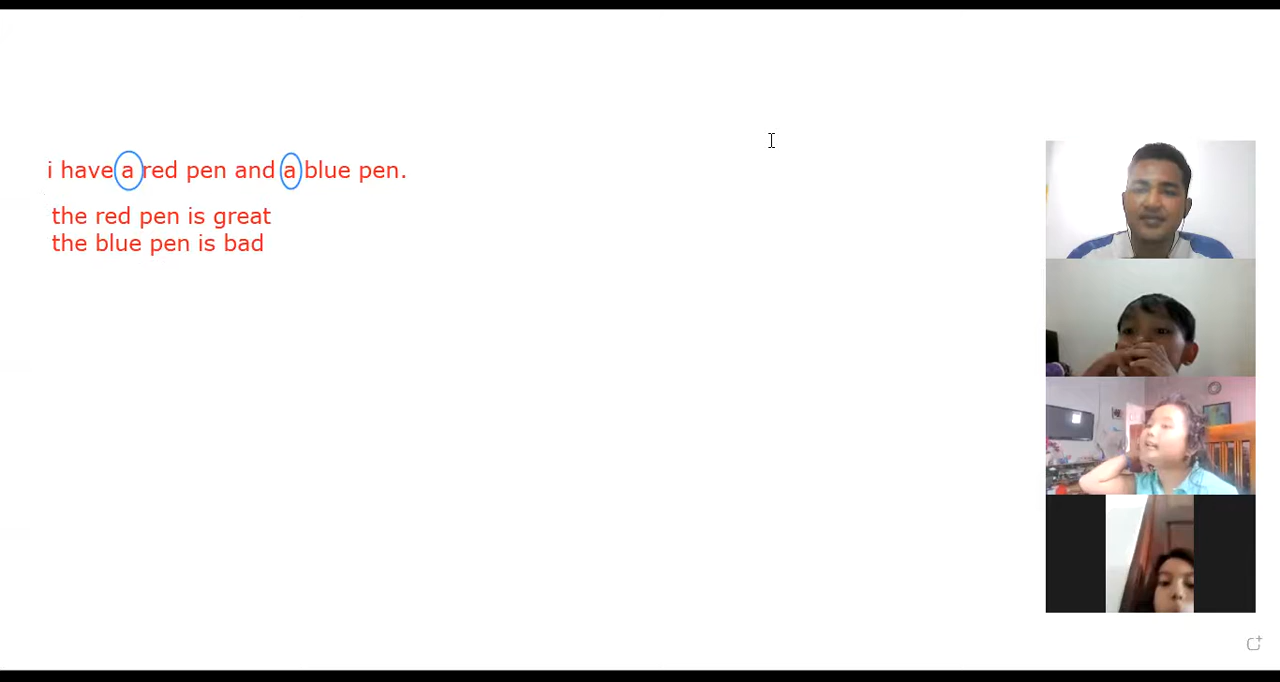 i have a red pen and a blue pen.
the red pen is great
the blue pen is bad